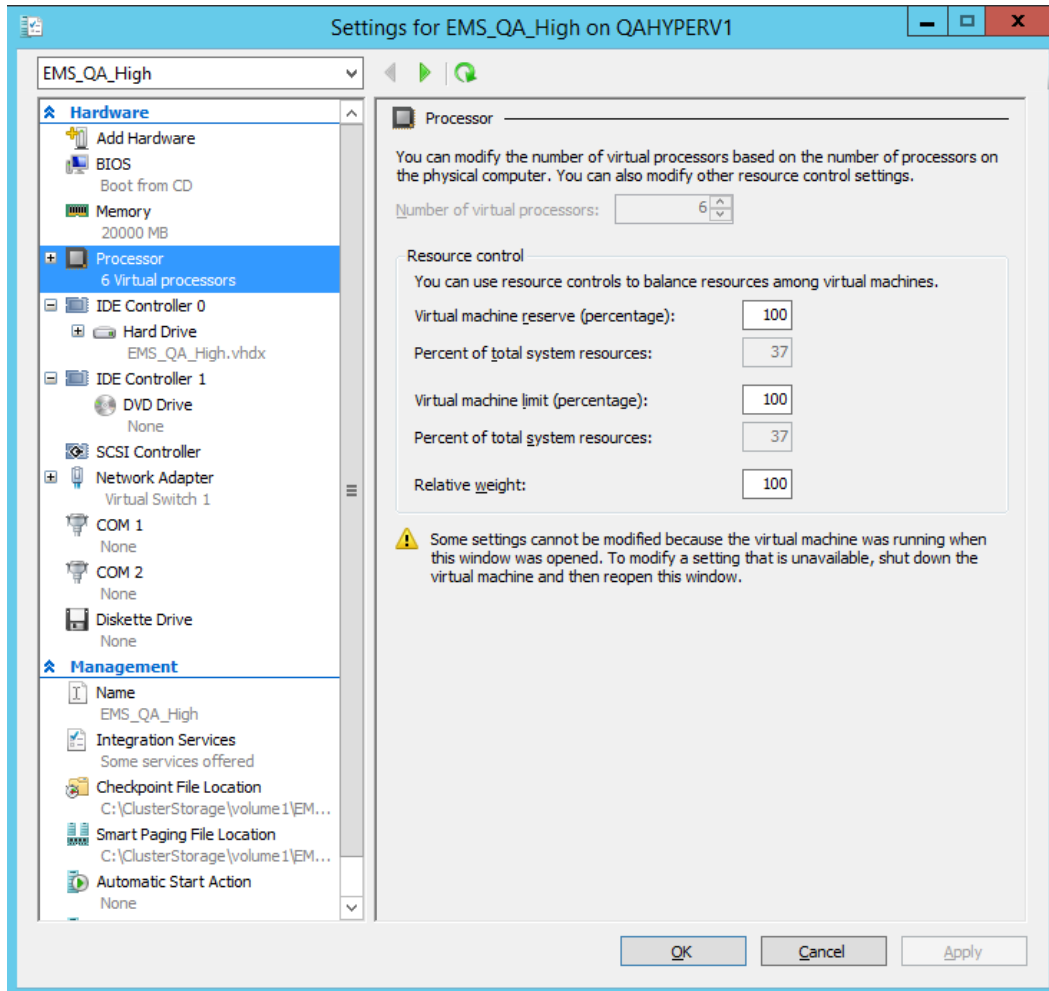 Settings for EMS_QA_High on QAHYPERV1
x
EMS_QA_High
Hardware
Add Hardware
BIOS
Boot from CD
Memory
20000 MB
Processor
6 Virtual processors
IDE Controller 0
Hard Drive
EMS_QA_High.vhdx
IDE Controller 1
DVD Drive
None
SCSI Controller
Network Adapter
Virtual Switch 1
COM 1
None
COM 2
None
Diskette Drive
None
Management
Name
EMS_QA_High
Integration Services
Some services offered
Checkpoint File Location
C:\ClusterStorage\volume1\EM...
Smart Paging File Location
C:\ClusterStorage\volume1\EM...
Automatic Start Action
None
Processor
You can modify the number of virtual processors based on the number of processors on
the physical computer. You can also modify other resource control settings.
Number of virtual processors: 6
Resource control
You can use resource controls to balance resources among virtual machines.
Virtual machine reserve (percentage): 100
Percent of total system resources: 37
Virtual machine limit (percentage): 100
Percent of total system resources: 37
Relative weight: 100
Some settings cannot be modified because the virtual machine was running when
this window was opened. To modify a setting that is unavailable, shut down the
virtual machine and then reopen this window.
OK Cancel Apply